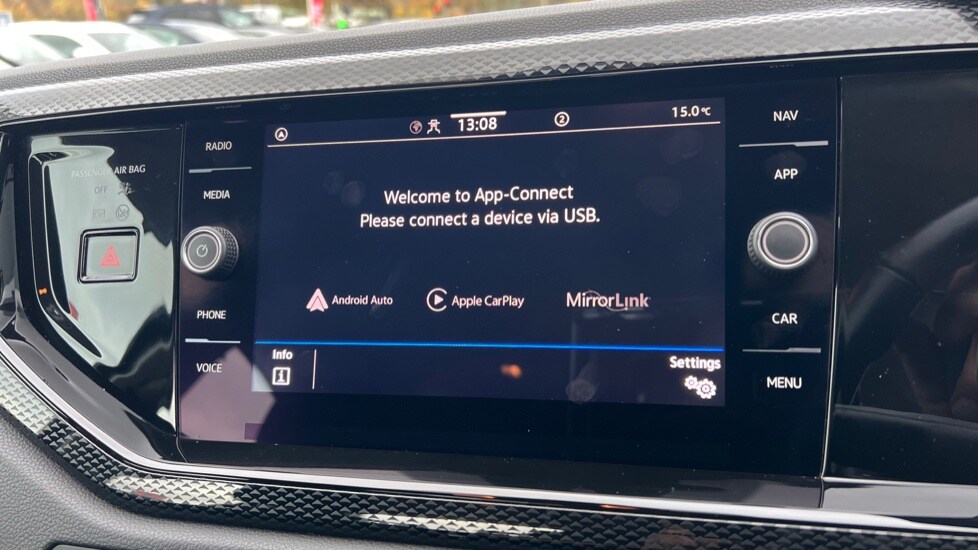 PASSENGER AIR BAG
OFF
RADIO
MEDIA
PHONE
VOICE
13:08
2
15.0°C
Welcome to App-Connect
Please connect a device via USB.
Android Auto
Apple CarPlay
MirrorLink
Info
Settings
NAV
APP
CAR
MENU